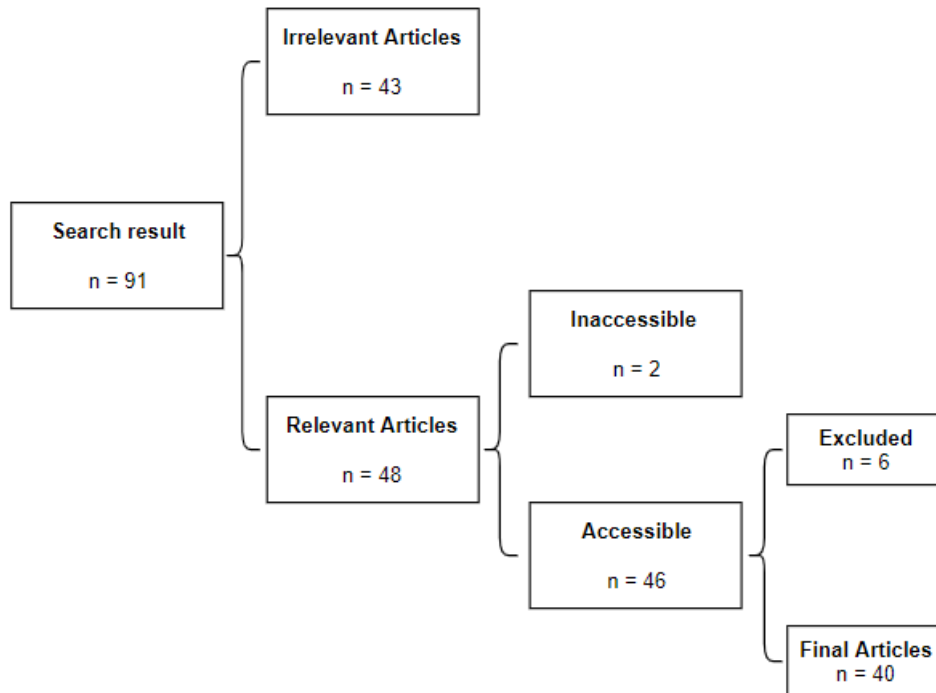 Irrelevant Articles
n = 43
Search result
n = 91
Inaccessible
n = 2
Relevant Articles
n = 48
Excluded
n = 6
Accessible
n = 46
Final Articles
n = 40